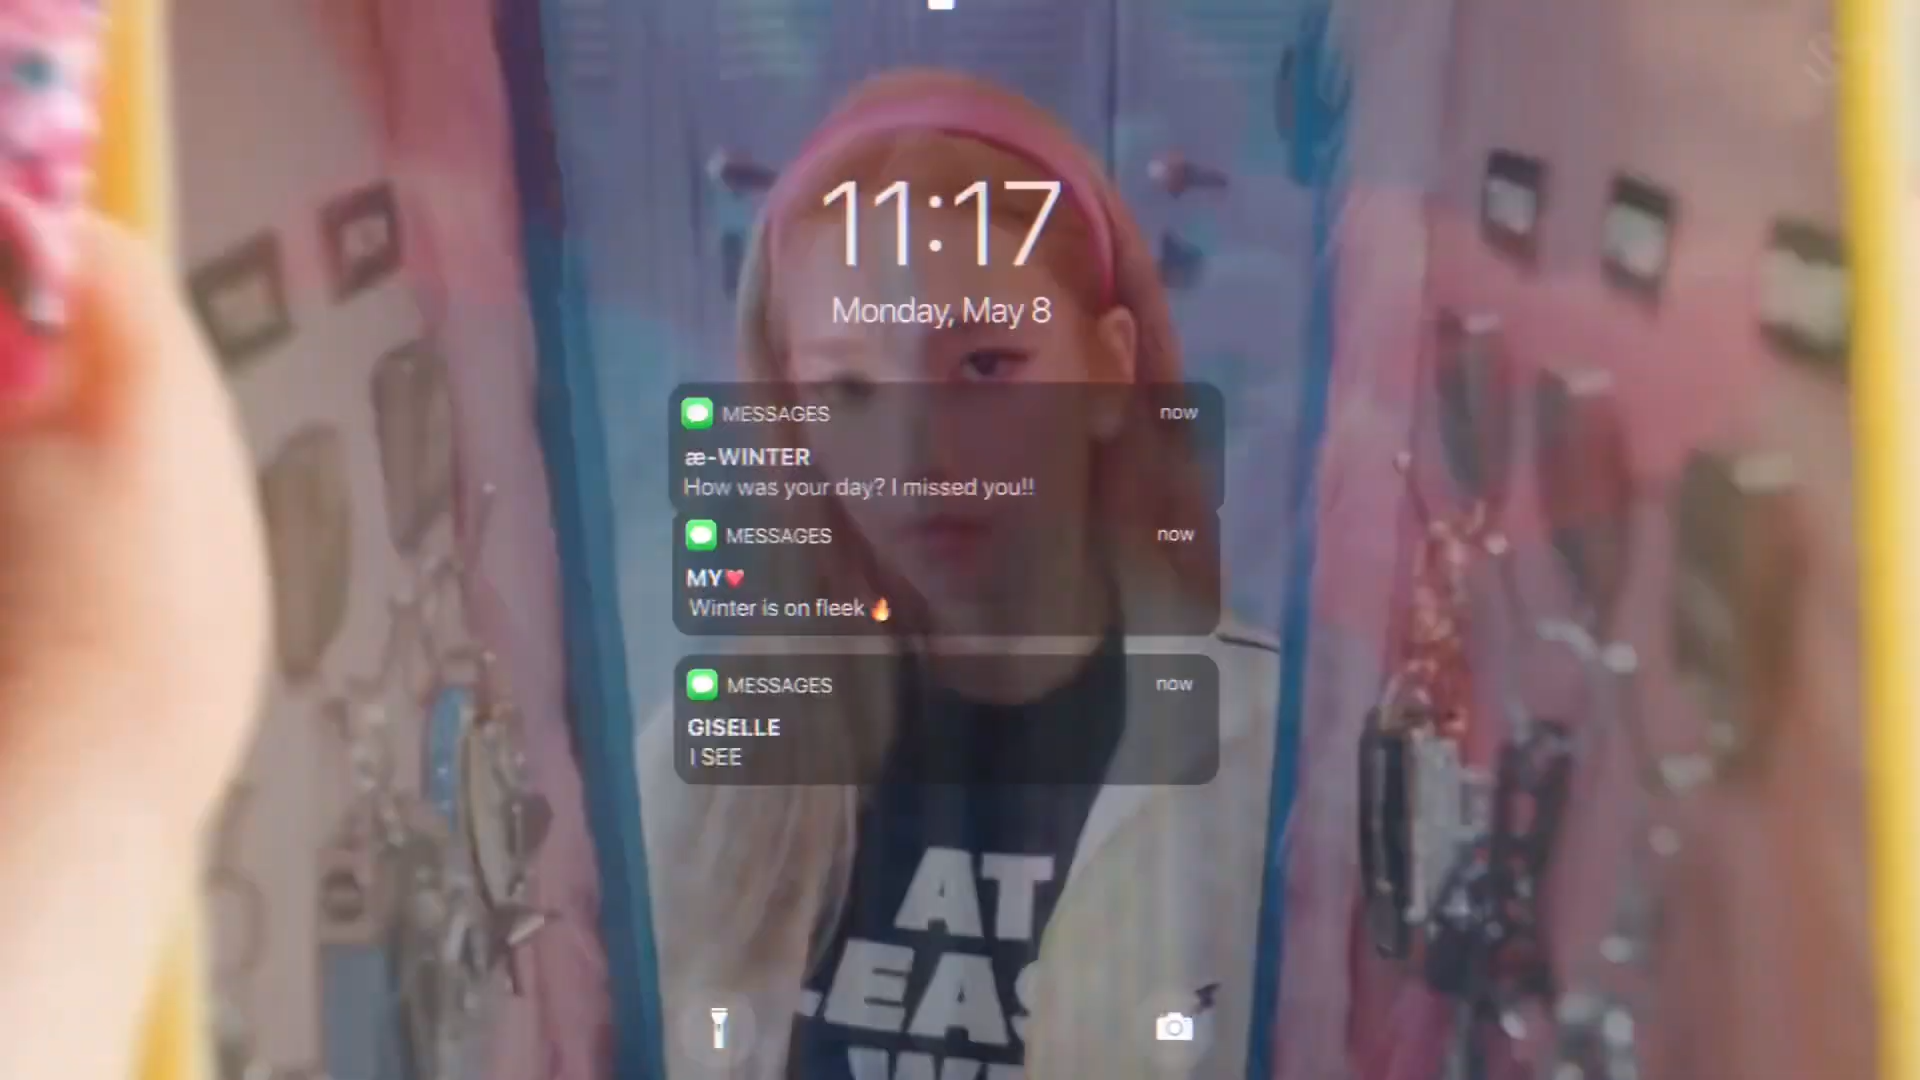 11:17
Monday, May 8
MESSAGES now
æ-WINTER
How was your day? I missed you!!
MESSAGES now
MY❤️
Winter is on fleek🔥
MESSAGES now
GISELLE
I SEE
AT